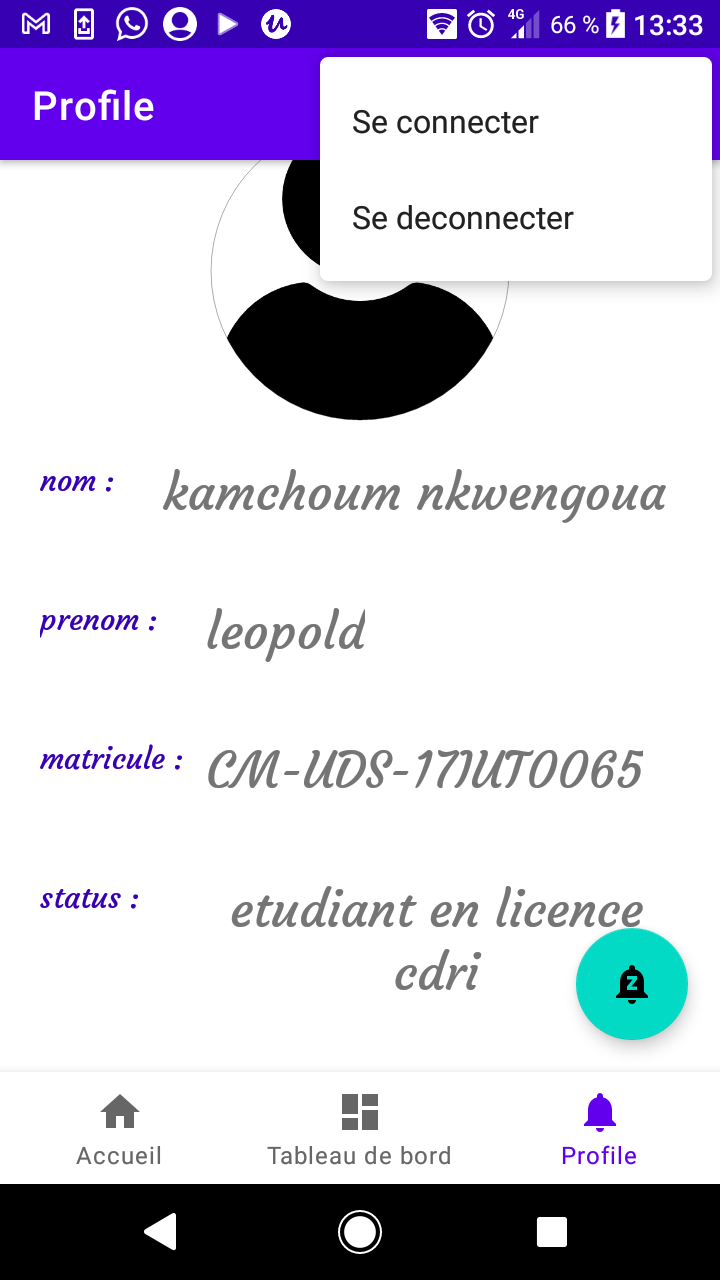 4G 66 % 13:33
Profile
Se connecter
Se deconnecter
nom : kamchoum nkwengoua
prenom : leopold
matricule : CM-UDS-17IUT0065
status : etudiant en licence
cdri
Accueil Tableau de bord Profile